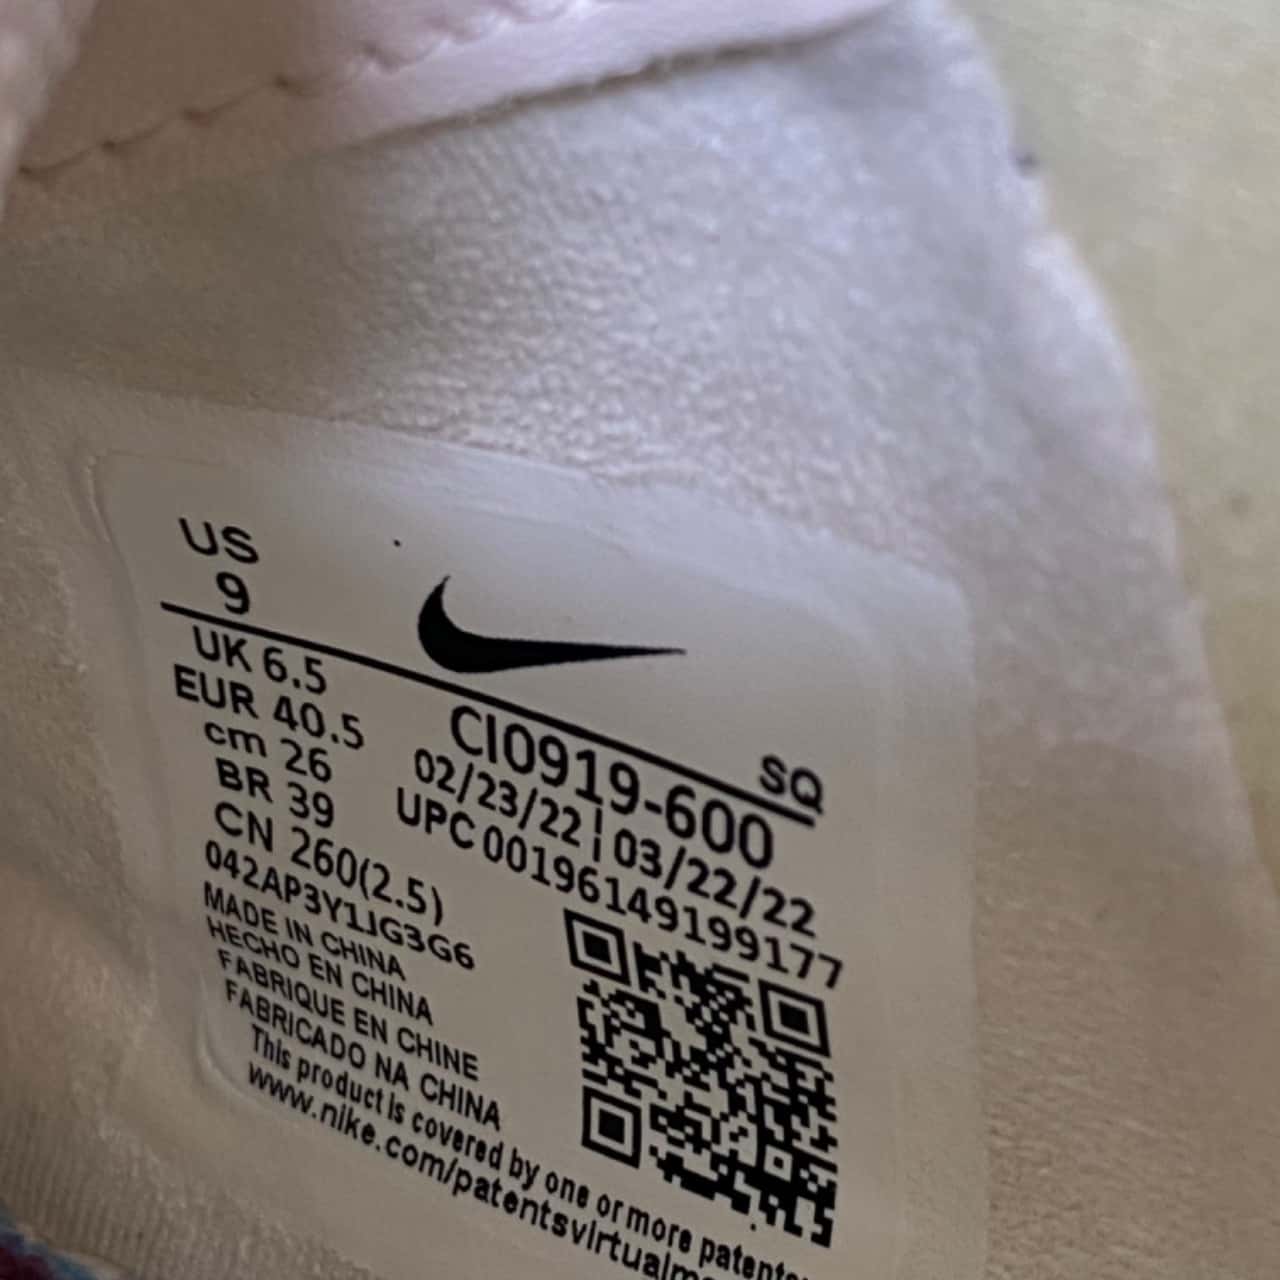 US
9
UK 6.5
EUR 40.5
cm 26
BR 39
CN 260(2.5)
SQ
CI0919-600
02/23/22 | 03/22/22
UPC 00196149199177
042AP3Y1JG3G6
MADE IN CHINA
HECHO EN CHINA
FABRIQUE EN CHINE
FABRICADO NA CHINA
This product is covered by one or more patents.
www.nike.com/patentsvirtualma